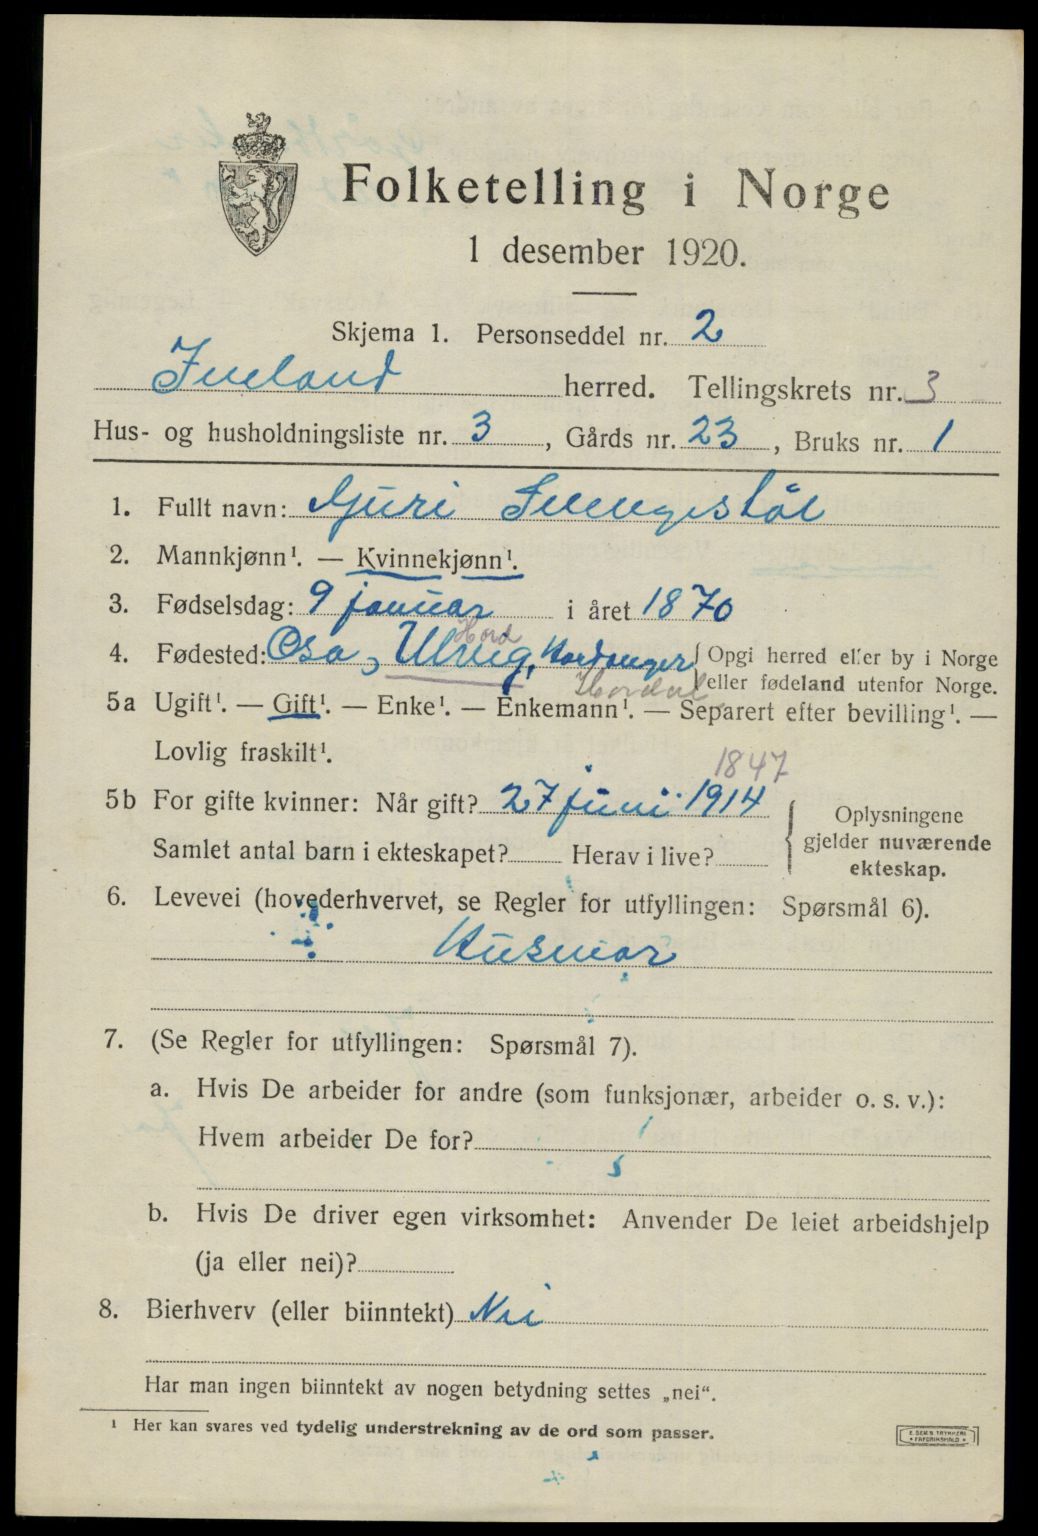 Folketelling i Norge
1 desember 1920.
Skjema 1. Personseddel nr. 2
Iveland herred. Tellingskrets nr. 3
Hus- og husholdningsliste nr. 3, Gårds nr. 23, Bruks nr. 1
1. Fullt navn: Guri
2. Mannkjønn¹. — Kvinnekjønn¹.
3. Fødselsdag: 9 januar i året 1870
Hord
4. Fødested: Osa, Ulvig, Hardanger { Opgi herred eller by i Norge
eller fødeland utenfor Norge.
5a Ugift¹. — Gift¹. — Enke¹. — Enkemann¹. — Separert efter bevilling¹. —
Lovlig fraskilt¹.
1847
5b For gifte kvinner: Når gift? 27 juni 1914 { Oplysningene
gjelder nuværende
ekteskap.
Samlet antal barn i ekteskapet? Herav i live?
6. Levevei (hovederhvervet, se Regler for utfyllingen: Spørsmål 6).
Husmor
7. (Se Regler for utfyllingen: Spørsmål 7).
a. Hvis De arbeider for andre (som funksjonær, arbeider o. s. v.):
Hvem arbeider De for?
b. Hvis De driver egen virksomhet: Anvender De leiet arbeidshjelp
(ja eller nei)?
8. Bierhverv (eller biinntekt) Nei
Har man ingen biinntekt av nogen betydning settes „nei“.
¹ Her kan svares ved tydelig understrekning av de ord som passer.